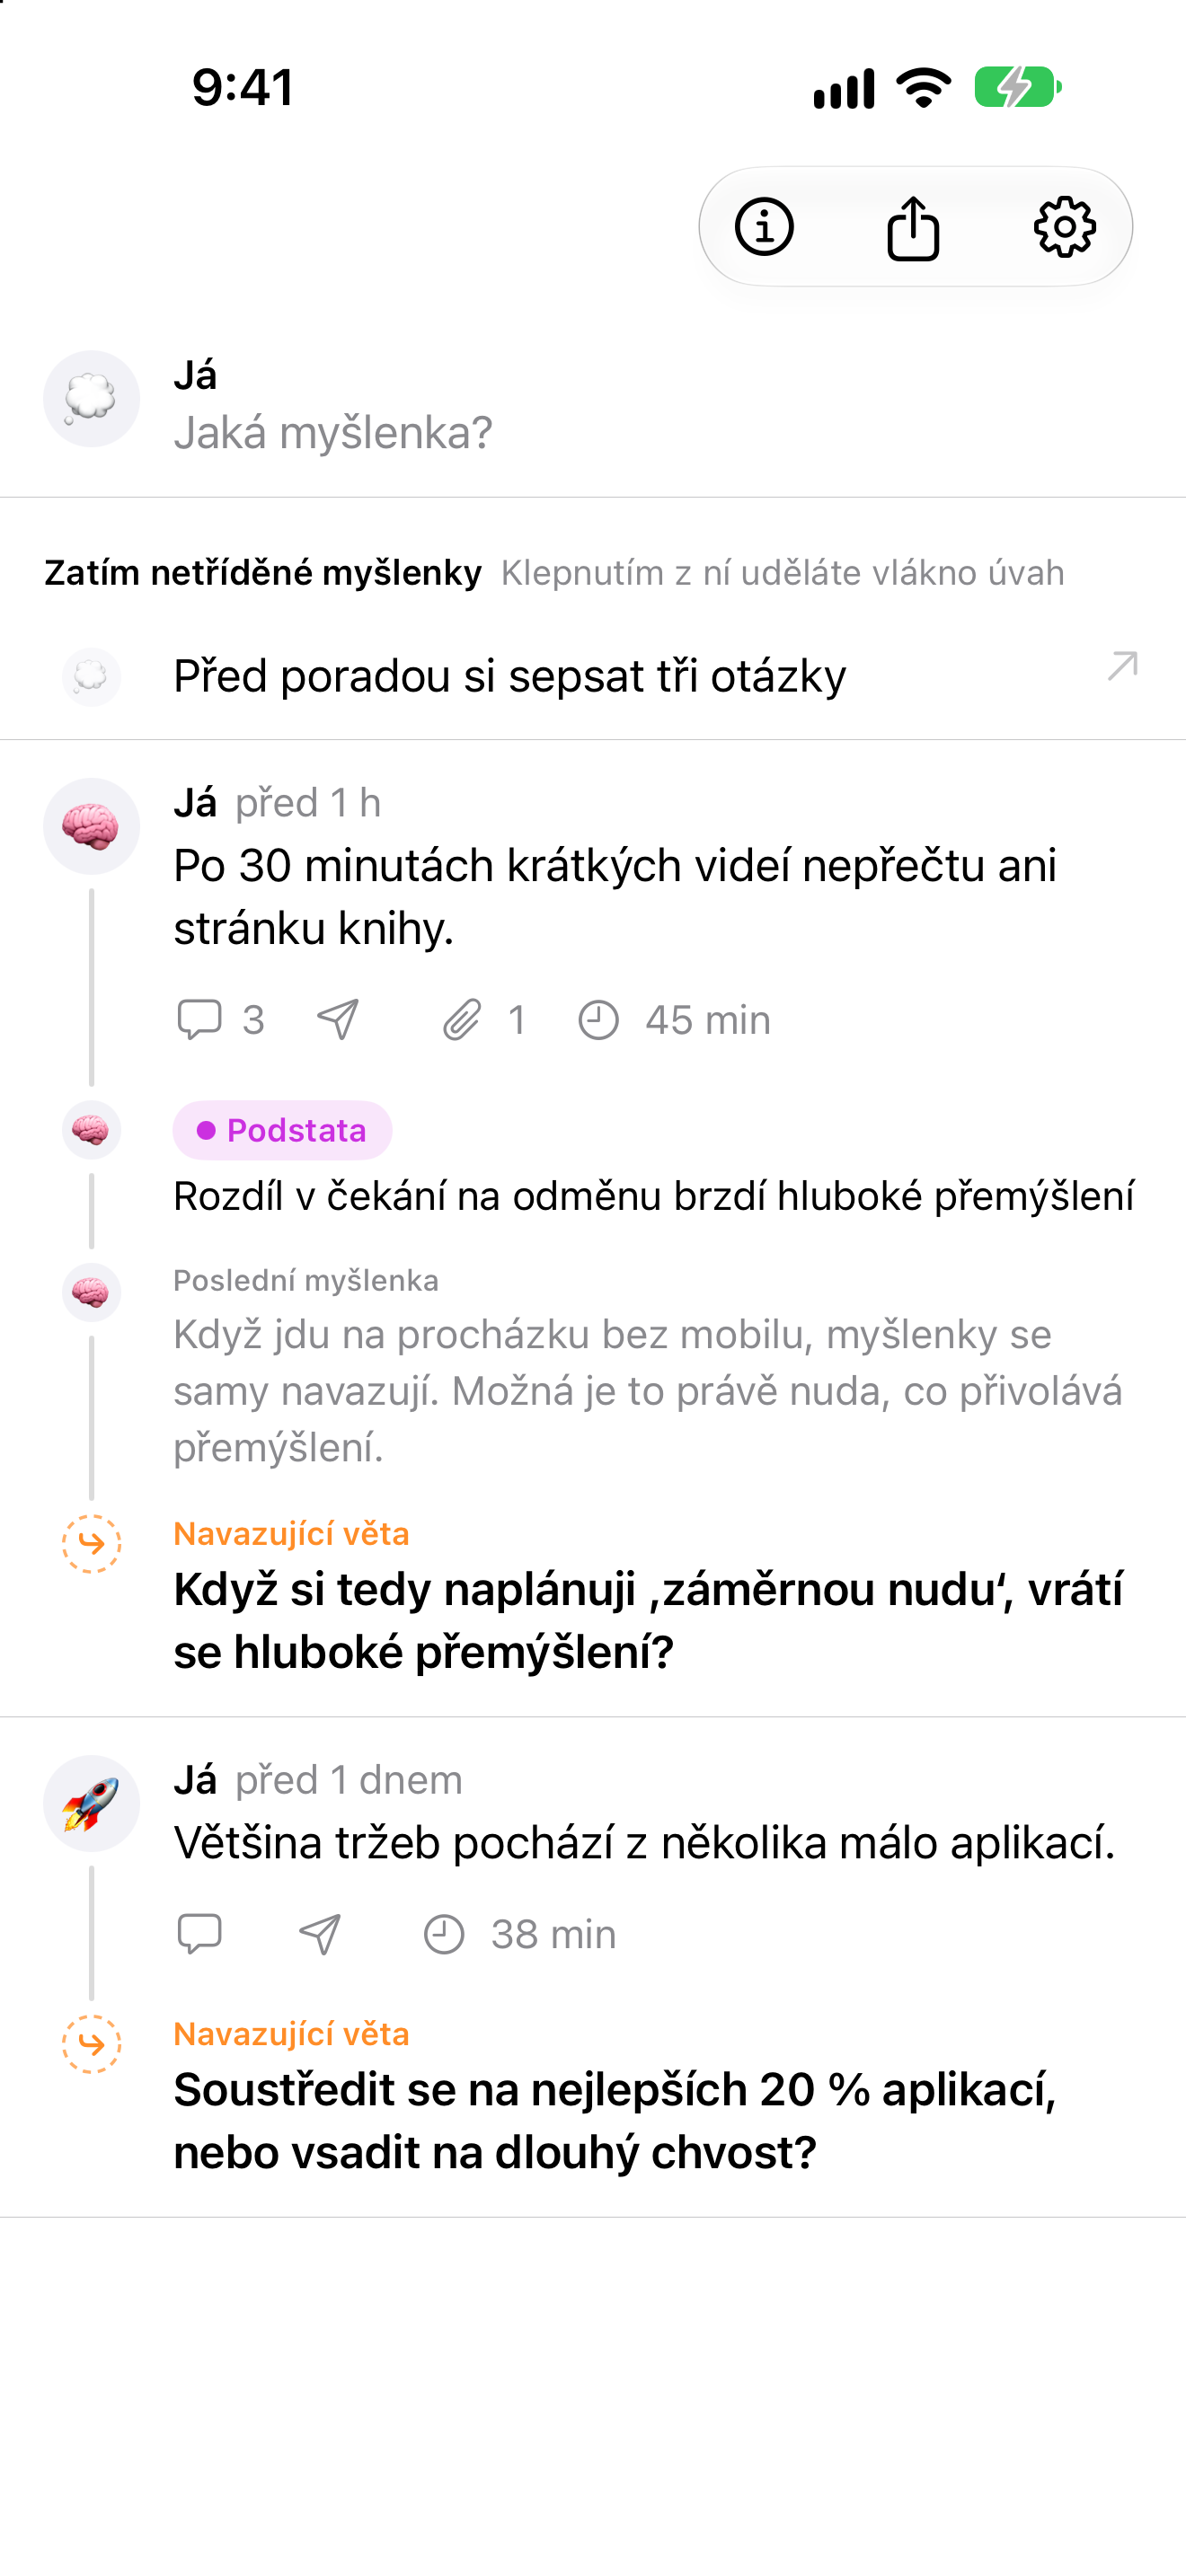 9:41
Já
Jaká myšlenka?
Zatím netříděné myšlenky Klepnutím z ní uděláte vlákno úvah
Před poradou si sepsat tři otázky
Já před 1 h
Po 30 minutách krátkých videí nepřečtu ani
stránku knihy.
3 1 45 min
Podstata
Rozdíl v čekání na odměnu brzdí hluboké přemýšlení
Poslední myšlenka
Když jdu na procházku bez mobilu, myšlenky se
samy navazují. Možná je to právě nuda, co přivolává
přemýšlení.
Navazující věta
Když si tedy naplánuji ‚záměrnou nudu‘, vrátí
se hluboké přemýšlení?
Já před 1 dnem
Většina tržeb pochází z několika málo aplikací.
38 min
Navazující věta
Soustředit se na nejlepších 20 % aplikací,
nebo vsadit na dlouhý chvost?